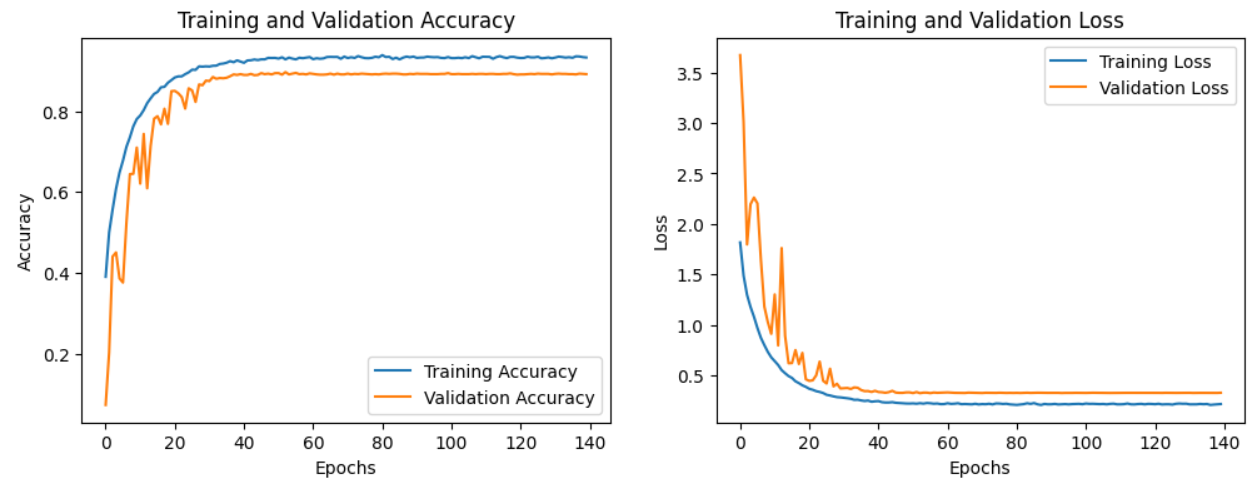 Training and Validation Accuracy
Accuracy
0.8
0.6
0.4
0.2
Training Accuracy
Validation Accuracy
0 20 40 60 80 100 120 140
Epochs
Training and Validation Loss
Loss
3.5
3.0
2.5
2.0
1.5
1.0
0.5
Training Loss
Validation Loss
0 20 40 60 80 100 120 140
Epochs